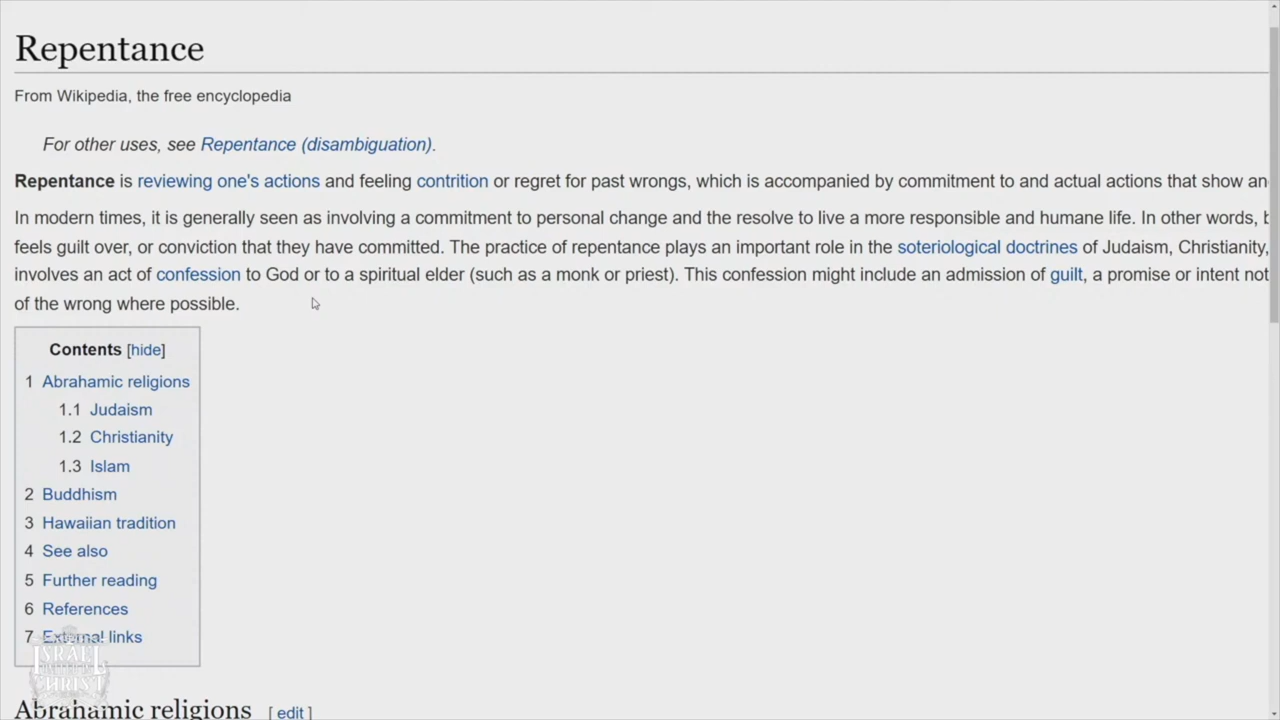 Repentance
From Wikipedia, the free encyclopedia
For other uses, see Repentance (disambiguation).
Repentance is reviewing one's actions and feeling contrition or regret for past wrongs, which is accompanied by commitment to and actual actions that show an
In modern times, it is generally seen as involving a commitment to personal change and the resolve to live a more responsible and humane life. In other words, b
feels guilt over, or conviction that they have committed. The practice of repentance plays an important role in the soteriological doctrines of Judaism, Christianity,
involves an act of confession to God or to a spiritual elder (such as a monk or priest). This confession might include an admission of guilt, a promise or intent not
of the wrong where possible.
Contents [hide]
1 Abrahamic religions
1.1 Judaism
1.2 Christianity
1.3 Islam
2 Buddhism
3 Hawaiian tradition
4 See also
5 Further reading
6 References
7 External links
ISRAEL
UNITED IN
CHRIST
Abrahamic religions [ edit ]